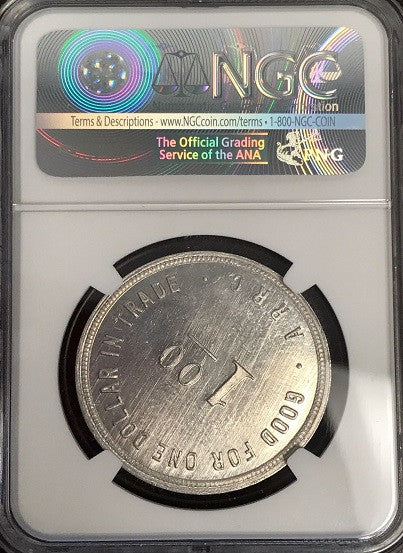 NGC
Terms & Descriptions - www.NGCcoin.com/terms • 1-800-NGC-COIN
The Official Grading
Service of the ANA
PNG
GOOD FOR ONE DOLLAR IN TRADE
1 00